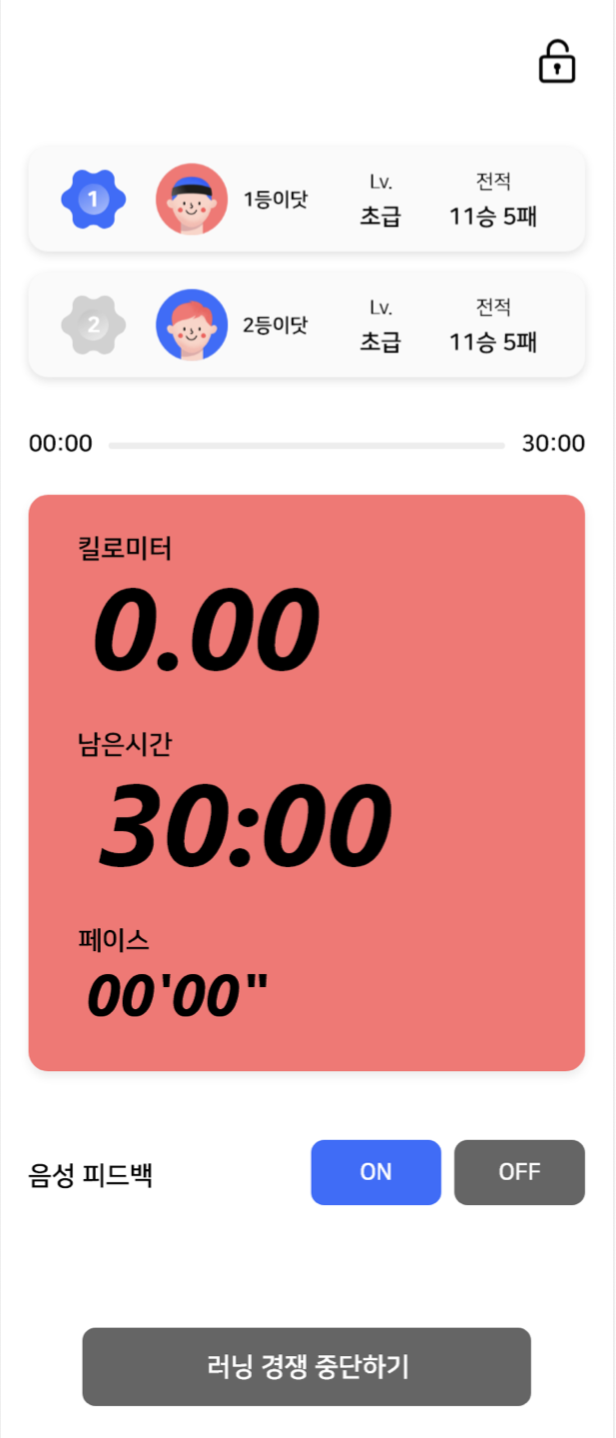 1
1등이닷
Lv.
초급
전적
11승 5패
2
2등이닷
Lv.
초급
전적
11승 5패
00:00
30:00
킬로미터
0.00
남은시간
30:00
페이스
00'00"
음성 피드백
ON
OFF
러닝 경쟁 중단하기